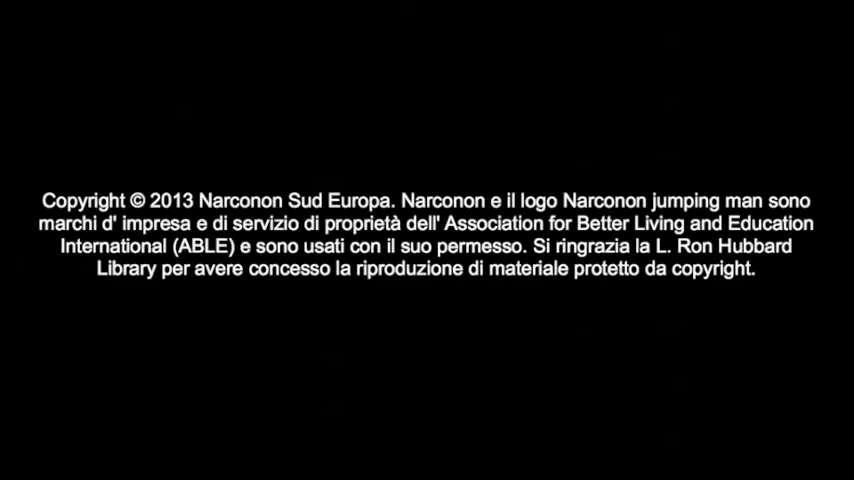 Copyright © 2013 Narconon Sud Europa. Narconon e il logo Narconon jumping man sono
marchi d' impresa e di servizio di proprietà dell' Association for Better Living and Education
International (ABLE) e sono usati con il suo permesso. Si ringrazia la L. Ron Hubbard
Library per avere concesso la riproduzione di materiale protetto da copyright.